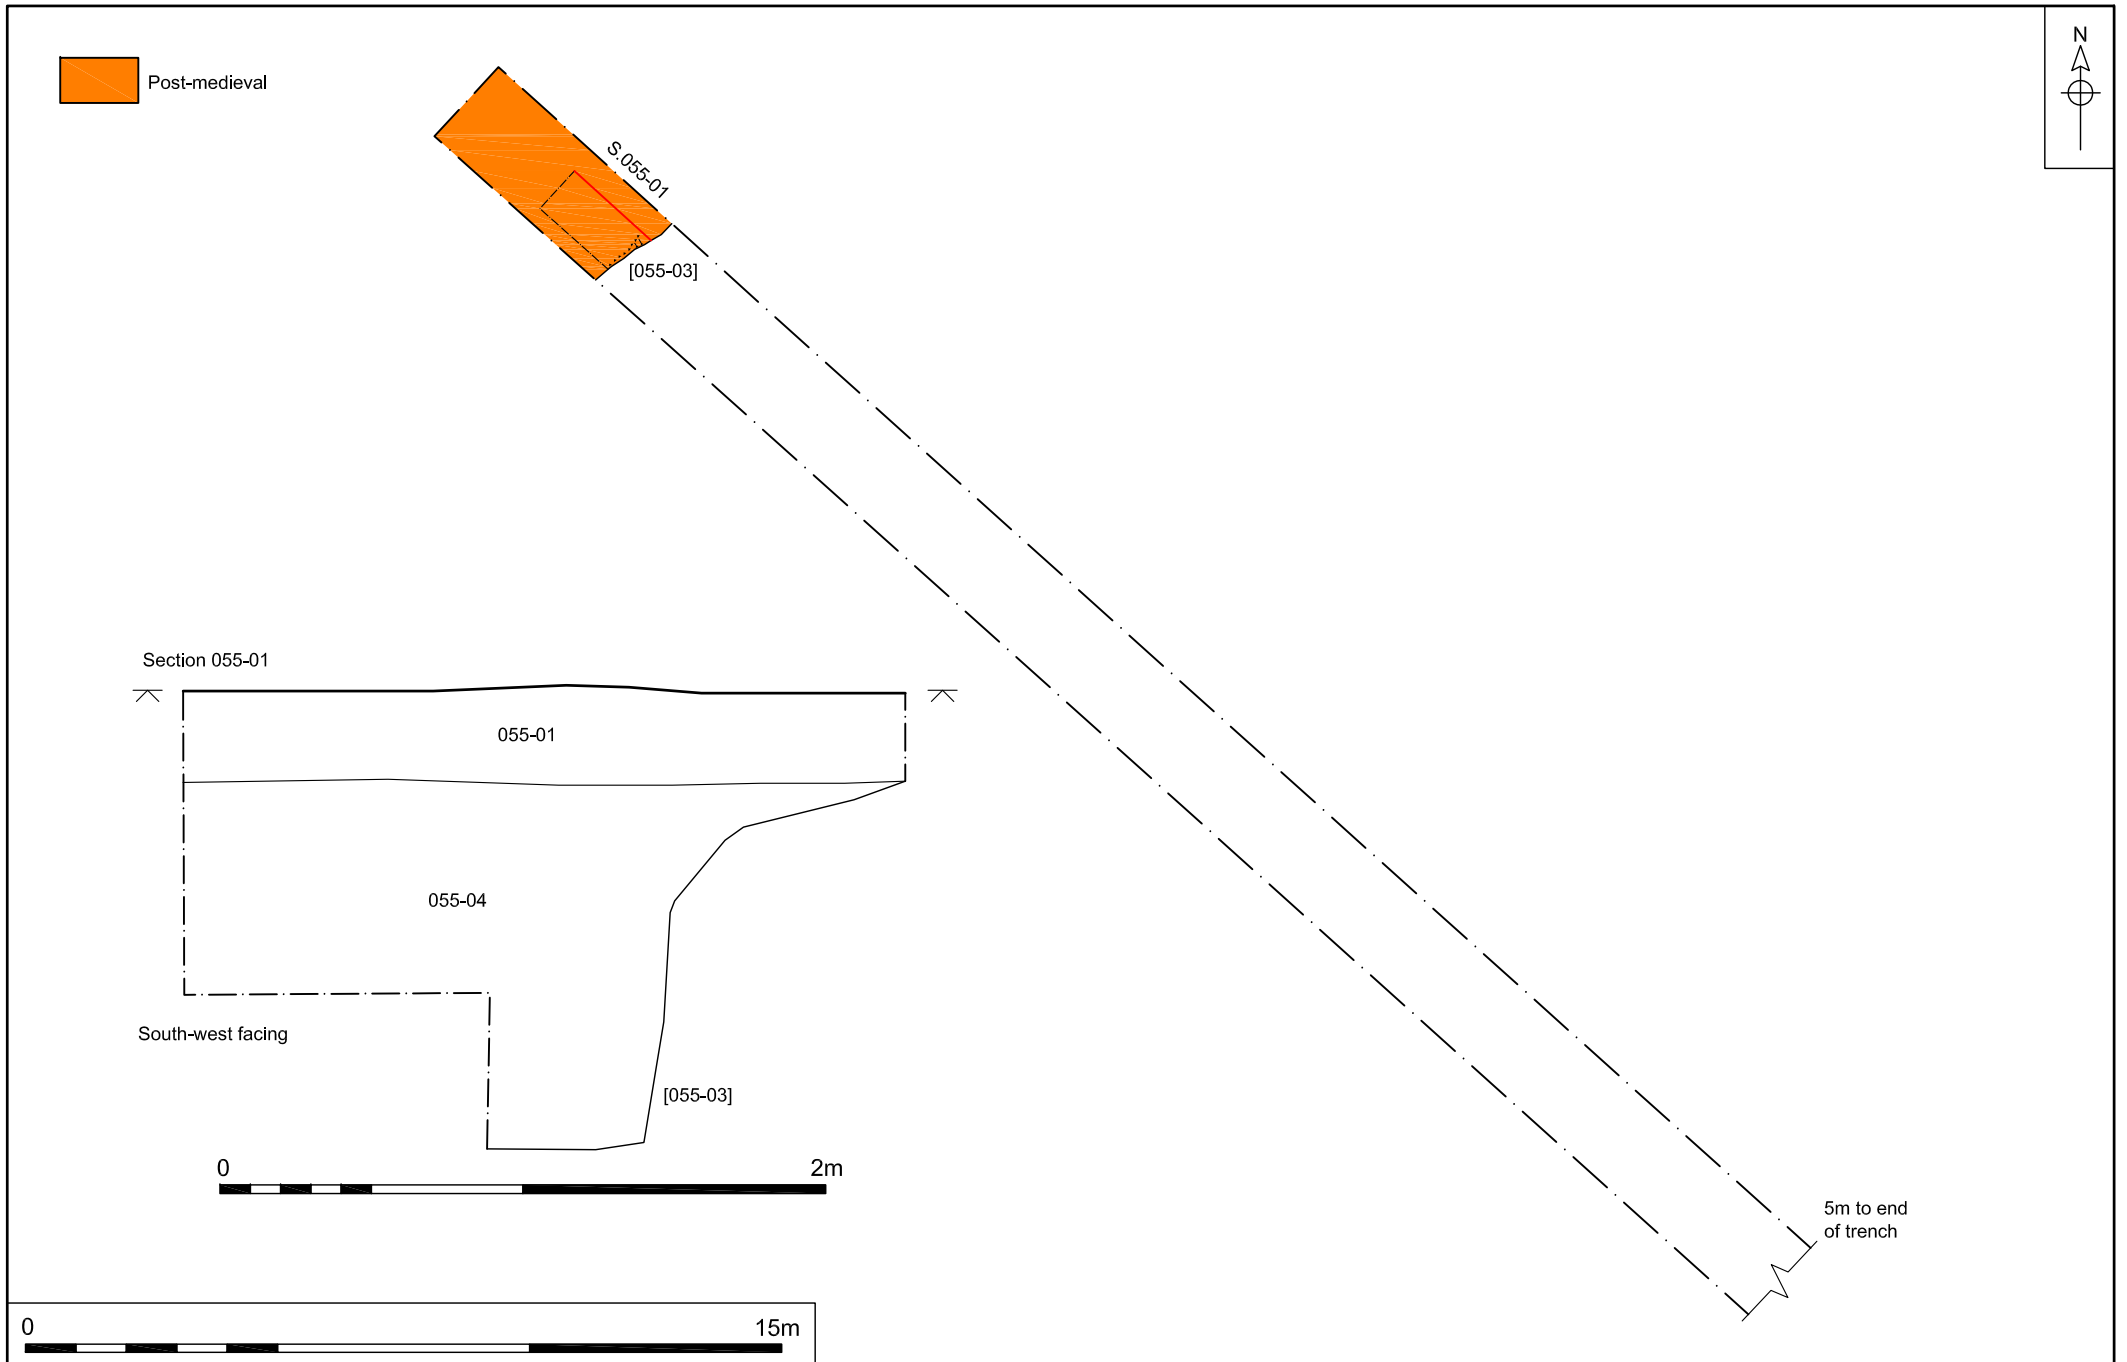 Post-medieval
N
S.055-01
[055-03]
Section 055-01
055-01
055-04
South-west facing
[055-03]
0 2m
5m to end
of trench
0 15m